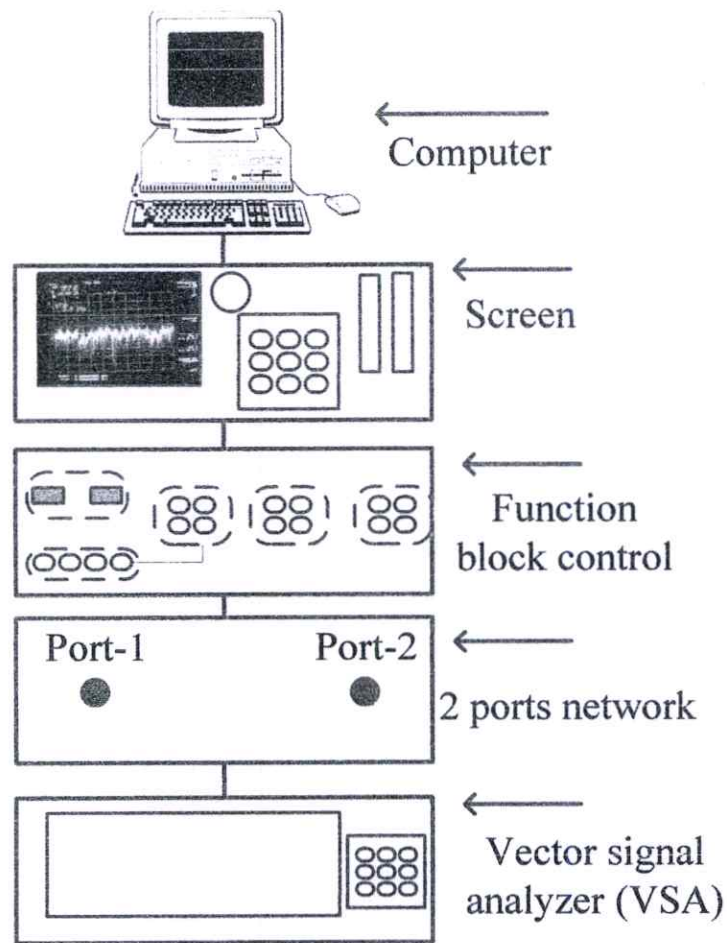 Computer
Screen
Function
block control
Port-1 Port-2
2 ports network
Vector signal
analyzer (VSA)